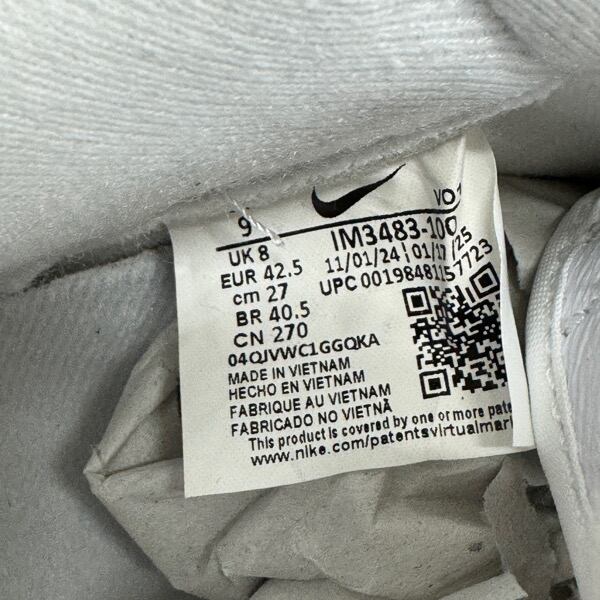 9 VO
UK 8 IM3483-100
EUR 42.5 11/01/24 01/17/25
cm 27 UPC 00198481157723
BR 40.5
CN 270
04QJVWC1GGQKA
MADE IN VIETNAM
HECHO EN VIETNAM
FABRIQUE AU VIETNAM
FABRICADO NO VIETNÃ
This product is covered by one or more
www.nike.com/patentsvirtualmar